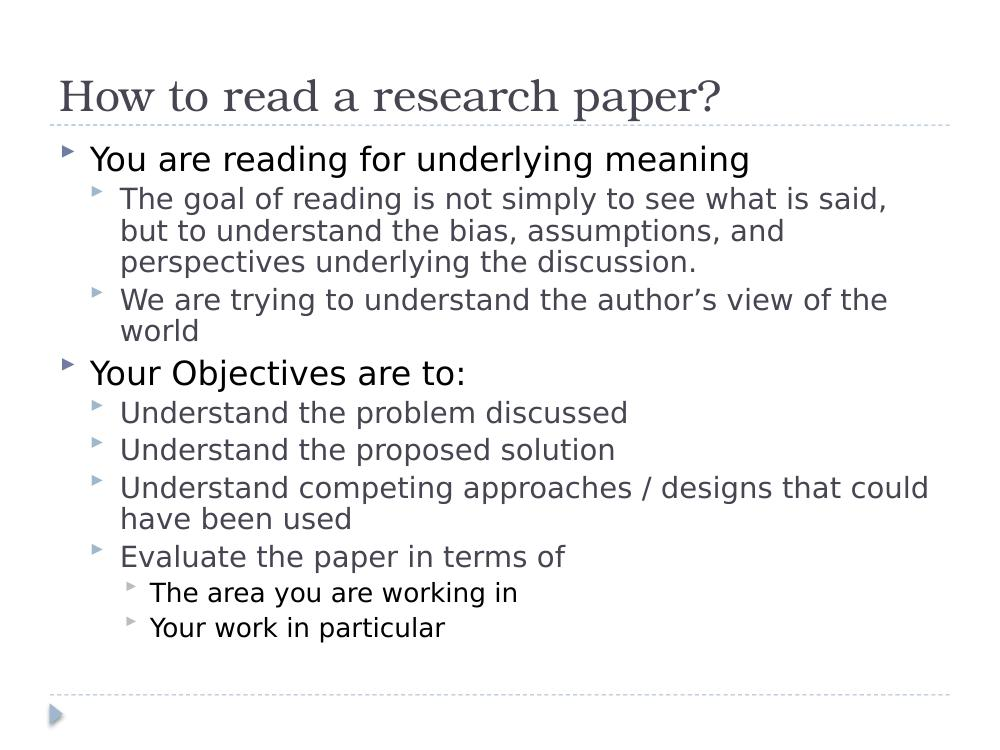 How to read a research paper?
You are reading for underlying meaning
The goal of reading is not simply to see what is said,
but to understand the bias, assumptions, and
perspectives underlying the discussion.
We are trying to understand the author’s view of the
world
Your Objectives are to:
Understand the problem discussed
Understand the proposed solution
Understand competing approaches / designs that could
have been used
Evaluate the paper in terms of
The area you are working in
Your work in particular